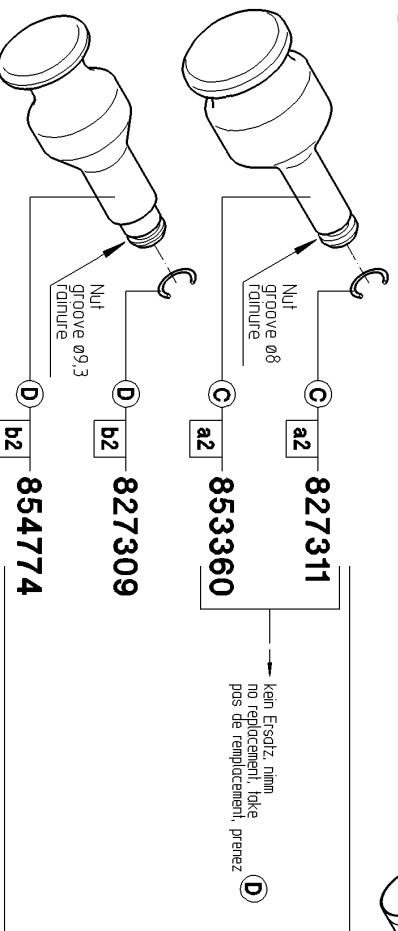 C a2 827311
Nut
groove ø8
rainure
C a2 853360
kein Ersatz, nimm
no replacement, take
pas de remplacement, prenez
D
D b2 827309
Nut
groove ø9,3
rainure
D b2 854774